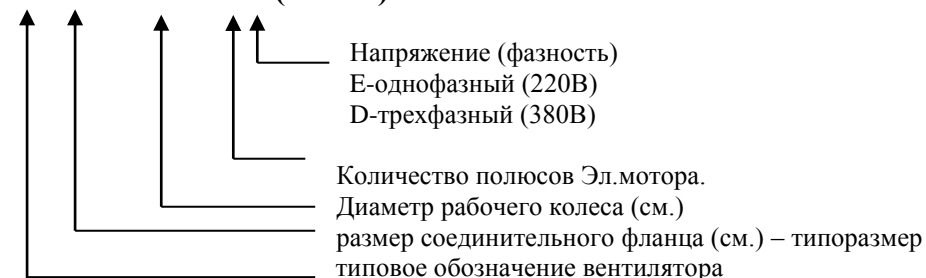 Напряжение (фазность)
Е-однофазный (220В)
D-трехфазный (380В)
Количество полюсов Эл.мотора.
Диаметр рабочего колеса (см.)
размер соединительного фланца (см.) – типоразмер
типовое обозначение вентилятора